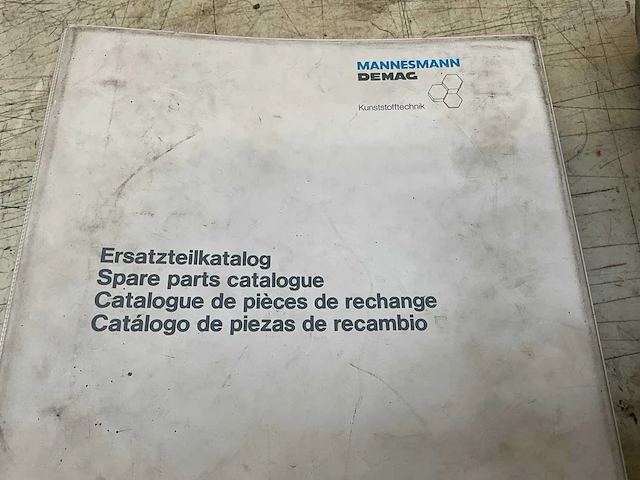 MANNESMANN
DEMAG
Kunststofftechnik
Ersatzteilkatalog
Spare parts catalogue
Catalogue de pièces de rechange
Catálogo de piezas de recambio